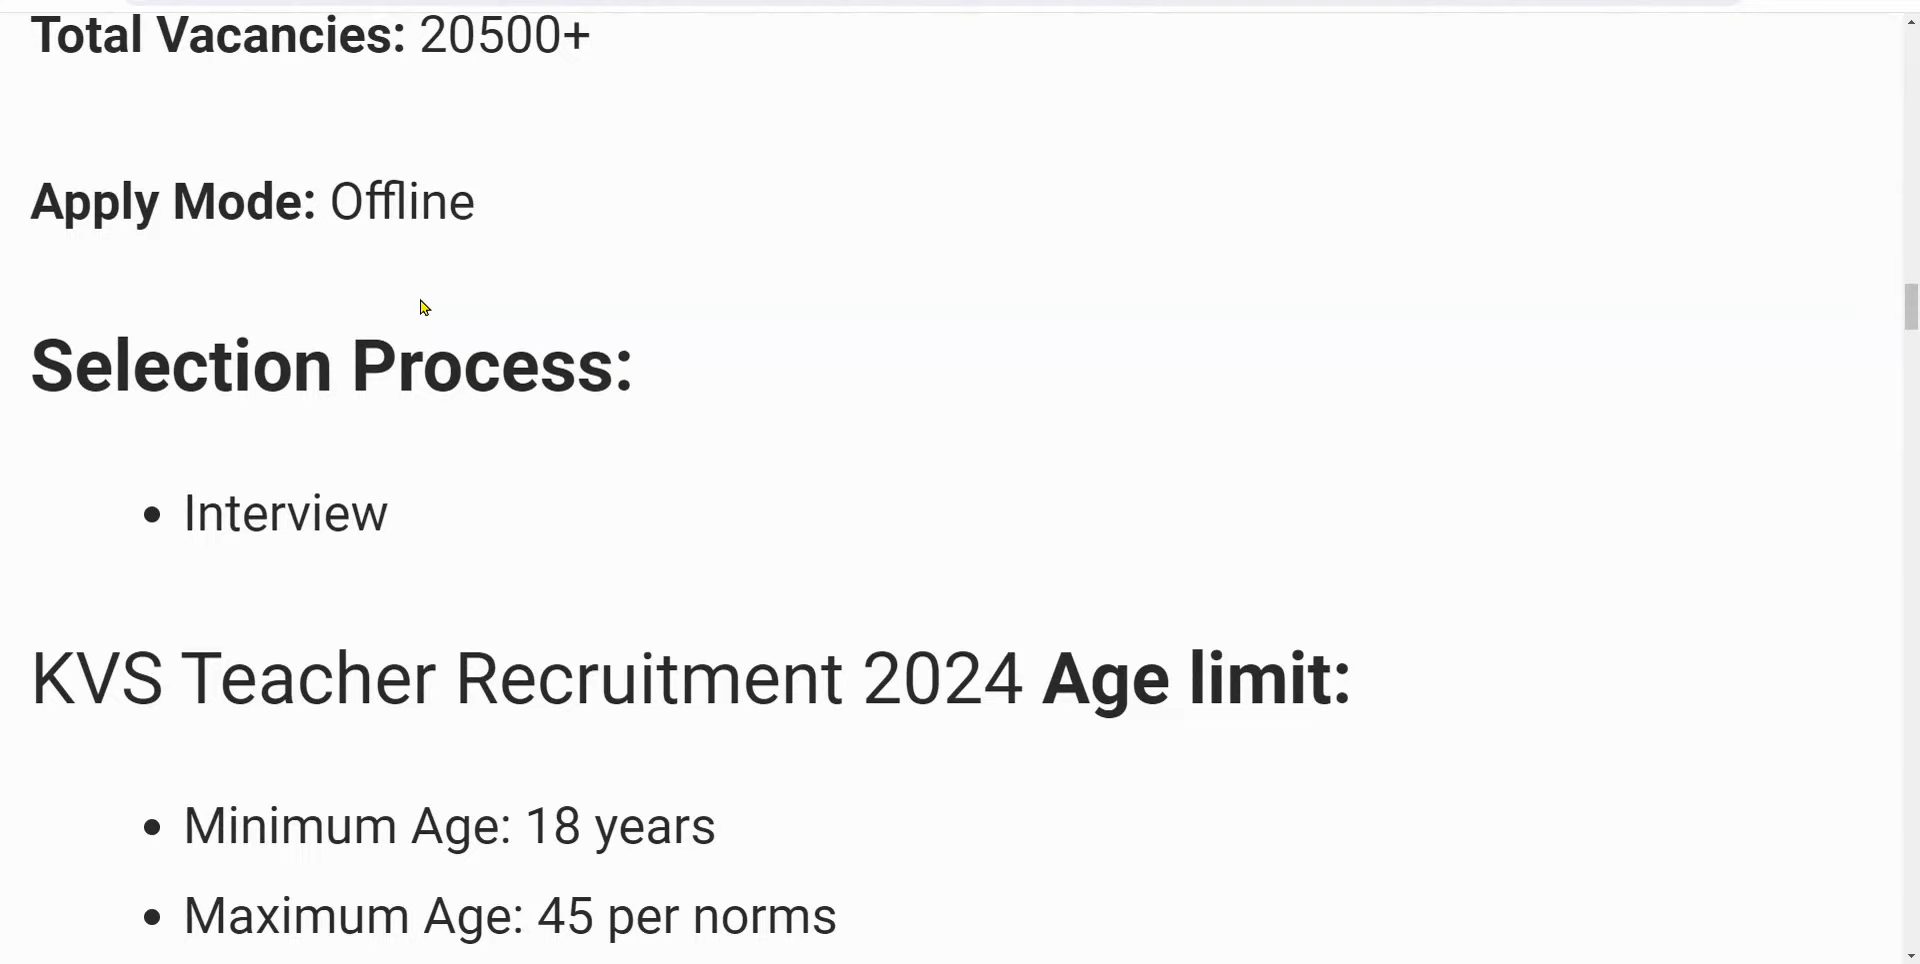 Total Vacancies: 20500+
Apply Mode: Offline
Selection Process:
Interview
KVS Teacher Recruitment 2024 Age limit:
Minimum Age: 18 years
Maximum Age: 45 per norms